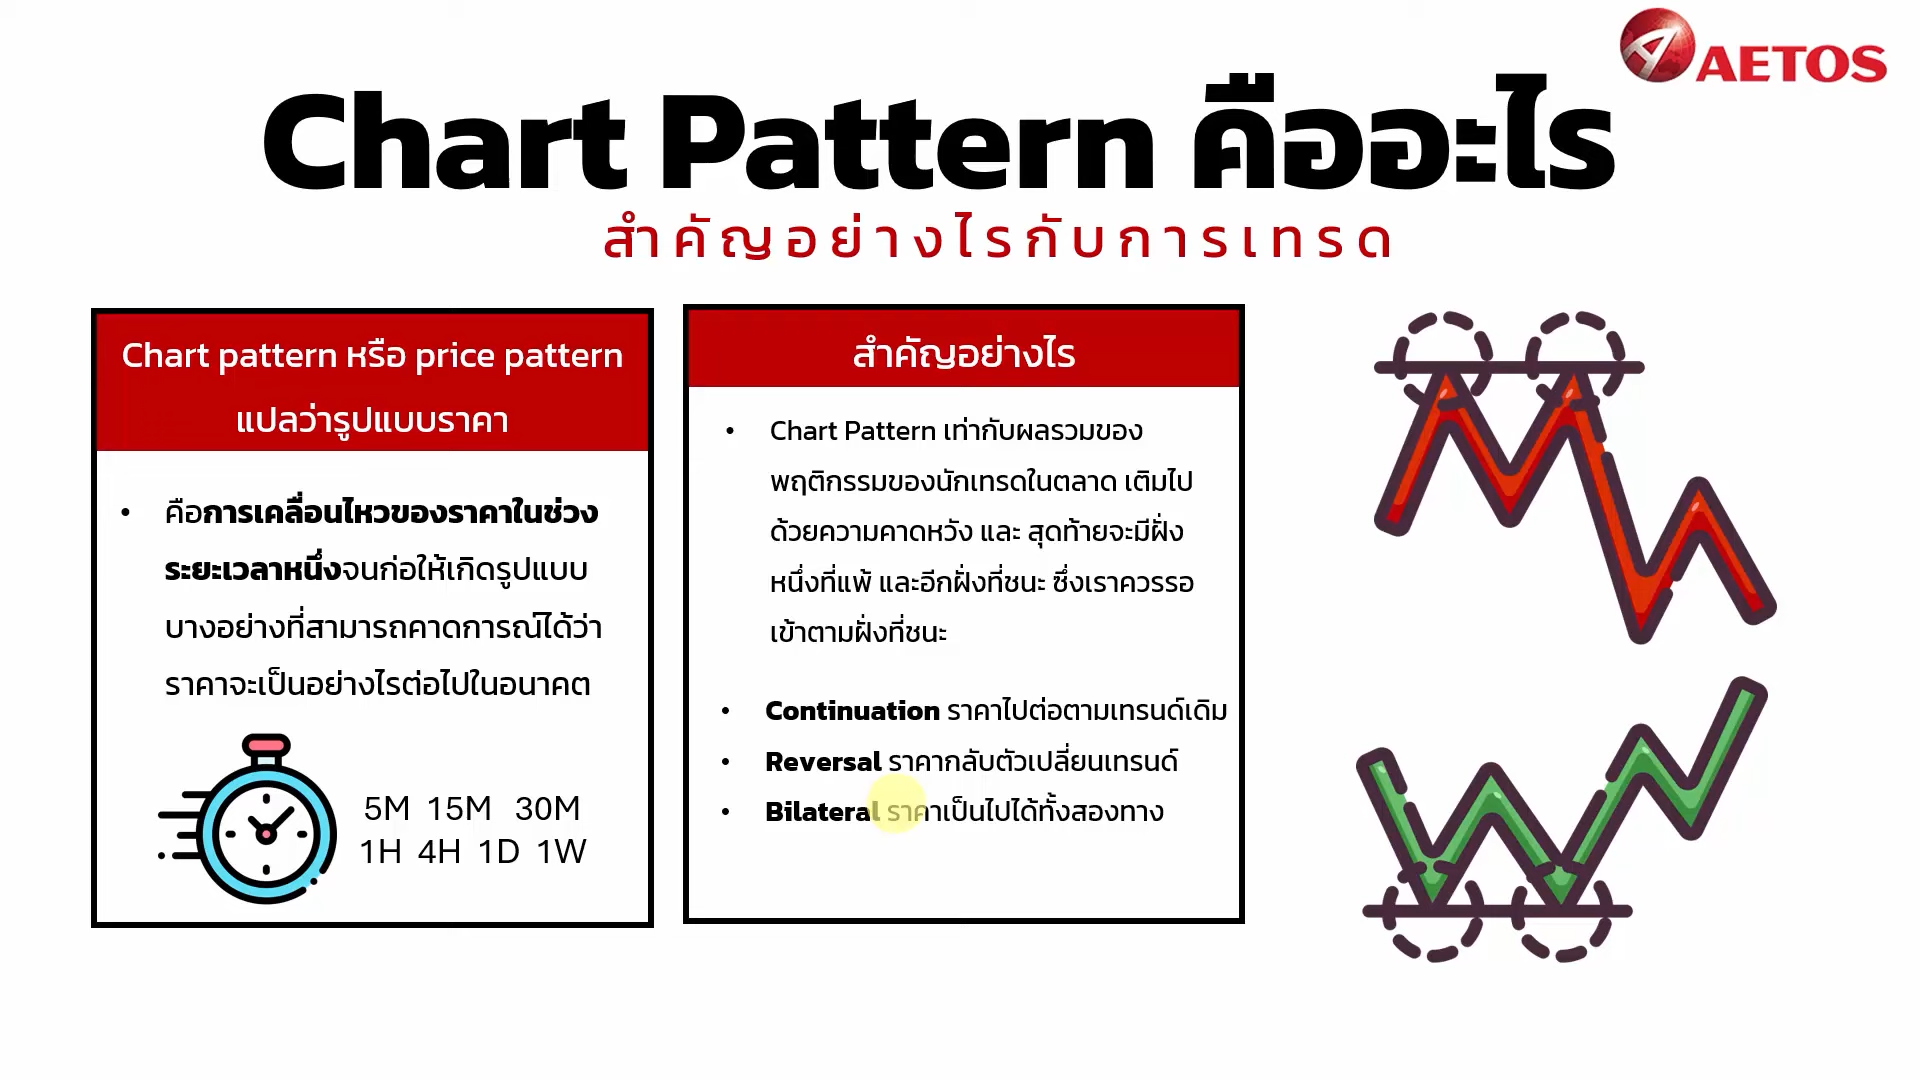 AETOS
Chart Pattern คืออะไร
สำคัญอย่างไรกับการเทรด
Chart pattern หรือ price pattern
แปลว่ารูปแบบราคา
• คือการเคลื่อนไหวของราคาในช่วง
ระยะเวลาหนึ่งจนก่อให้เกิดรูปแบบ
บางอย่างที่สามารถคาดการณ์ได้ว่า
ราคาจะเป็นอย่างไรต่อไปในอนาคต
5M 15M 30M
1H 4H 1D 1W
สำคัญอย่างไร
• Chart Pattern เท่ากับผลรวมของ
พฤติกรรมของนักเทรดในตลาด เติมไป
ด้วยความคาดหวัง และ สุดท้ายจะมีฝั่ง
หนึ่งที่แพ้ และอีกฝั่งที่ชนะ ซึ่งเราควรรอ
เข้าตามฝั่งที่ชนะ
• Continuation ราคาไปต่อตามเทรนด์เดิม
• Reversal ราคากลับตัวเปลี่ยนเทรนด์
• Bilateral ราคาเป็นไปได้ทั้งสองทาง